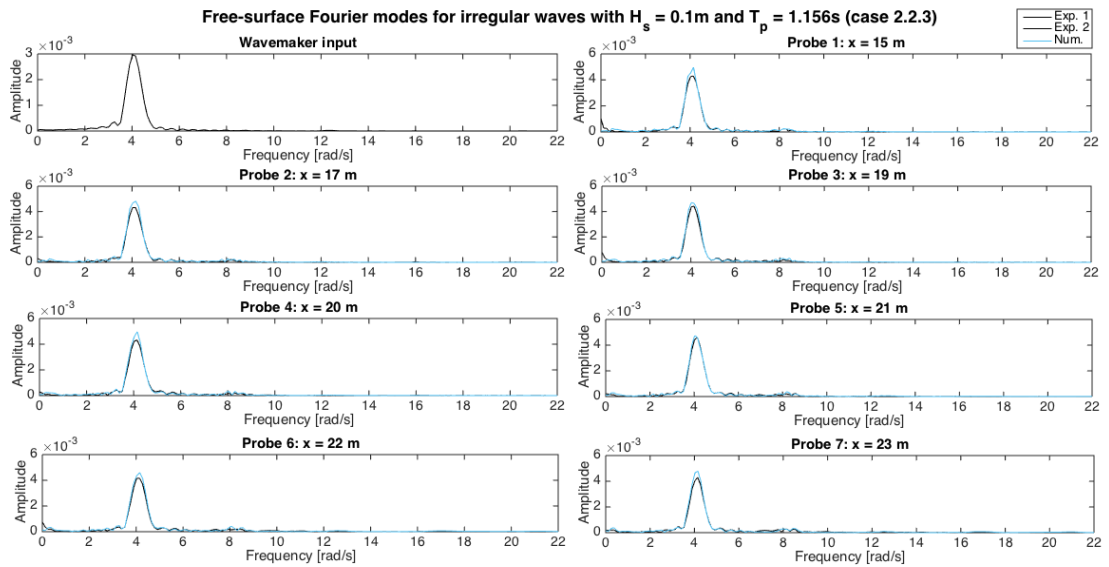 Free-surface Fourier modes for irregular waves with H_s = 0.1m and T_p = 1.156s (case 2.2.3)
Exp. 1
Exp. 2
Num.
Wavemaker input
×10^-3
3
2
1
0
Amplitude
0 2 4 6 8 10 12 14 16 18 20 22
Frequency [rad/s]
Probe 1: x = 15 m
×10^-3
6
4
2
0
Amplitude
0 2 4 6 8 10 12 14 16 18 20 22
Frequency [rad/s]
Probe 2: x = 17 m
×10^-3
6
4
2
0
Amplitude
0 2 4 6 8 10 12 14 16 18 20 22
Frequency [rad/s]
Probe 3: x = 19 m
×10^-3
6
4
2
0
Amplitude
0 2 4 6 8 10 12 14 16 18 20 22
Frequency [rad/s]
Probe 4: x = 20 m
×10^-3
6
4
2
0
Amplitude
0 2 4 6 8 10 12 14 16 18 20 22
Frequency [rad/s]
Probe 5: x = 21 m
×10^-3
6
4
2
0
Amplitude
0 2 4 6 8 10 12 14 16 18 20 22
Frequency [rad/s]
Probe 6: x = 22 m
×10^-3
6
4
2
0
Amplitude
0 2 4 6 8 10 12 14 16 18 20 22
Frequency [rad/s]
Probe 7: x = 23 m
×10^-3
6
4
2
0
Amplitude
0 2 4 6 8 10 12 14 16 18 20 22
Frequency [rad/s]